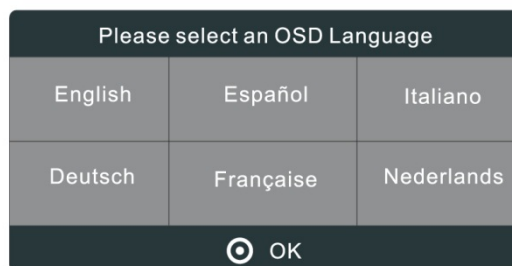 Please select an OSD Language
English Español Italiano
Deutsch Française Nederlands
OK